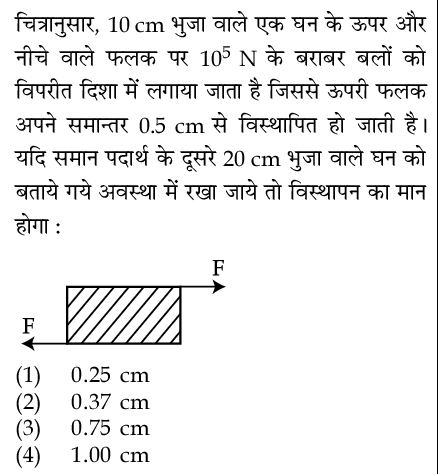 चित्रानुसार, 10 cm भुजा वाले एक घन के ऊपर और
नीचे वाले फलक पर 10⁵ N के बराबर बलों को
विपरीत दिशा में लगाया जाता है जिससे ऊपरी फलक
अपने समान्तर 0.5 cm से विस्थापित हो जाती है।
यदि समान पदार्थ के दूसरे 20 cm भुजा वाले घन को
बताये गये अवस्था में रखा जाये तो विस्थापन का मान
होगा :
F
F
(1) 0.25 cm
(2) 0.37 cm
(3) 0.75 cm
(4) 1.00 cm